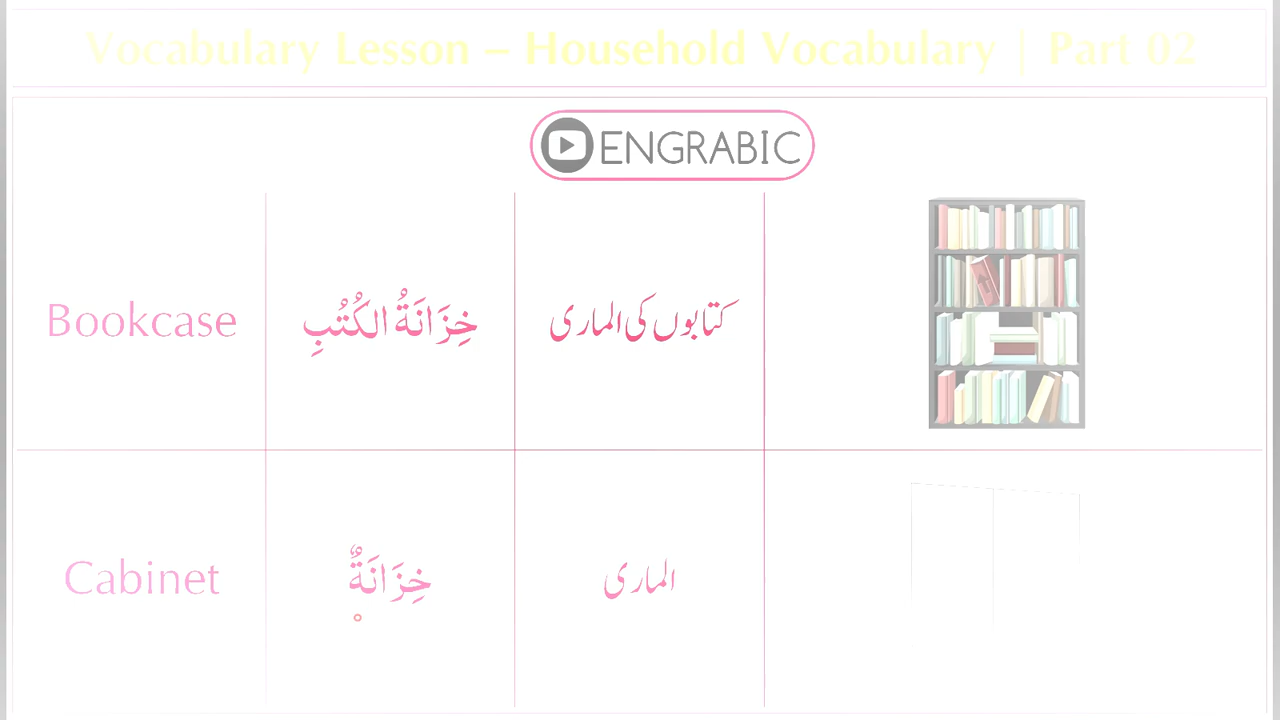 Vocabulary Lesson – Household Vocabulary | Part 02
ENGRABIC
Bookcase
خِزَانَةُ الكُتُبِ
کتابوں کی الماری
Cabinet
خِزَانَةٌ
الماری